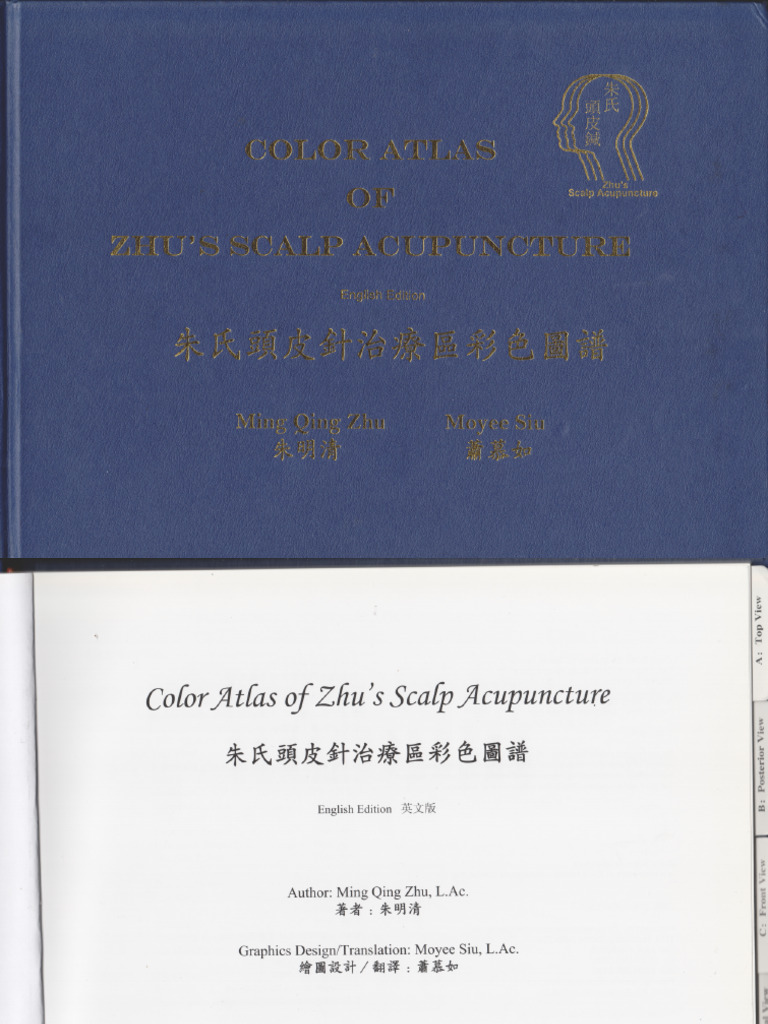 朱氏
頭皮鍼
Zhu's
Scalp Acupuncture
COLOR ATLAS
OF
ZHU'S SCALP ACUPUNCTURE
English Edition
朱氏頭皮針治療區彩色圖譜
Ming Qing Zhu Moyee Siu
朱明清 蕭慕如
Color Atlas of Zhu's Scalp Acupuncture
朱氏頭皮針治療區彩色圖譜
English Edition 英文版
Author: Ming Qing Zhu, L.Ac.
著者：朱明清
Graphics Design/Translation: Moyee Siu, L.Ac.
繪圖設計／翻譯：蕭慕如
A: Top View
B: Posterior View
C: Front View